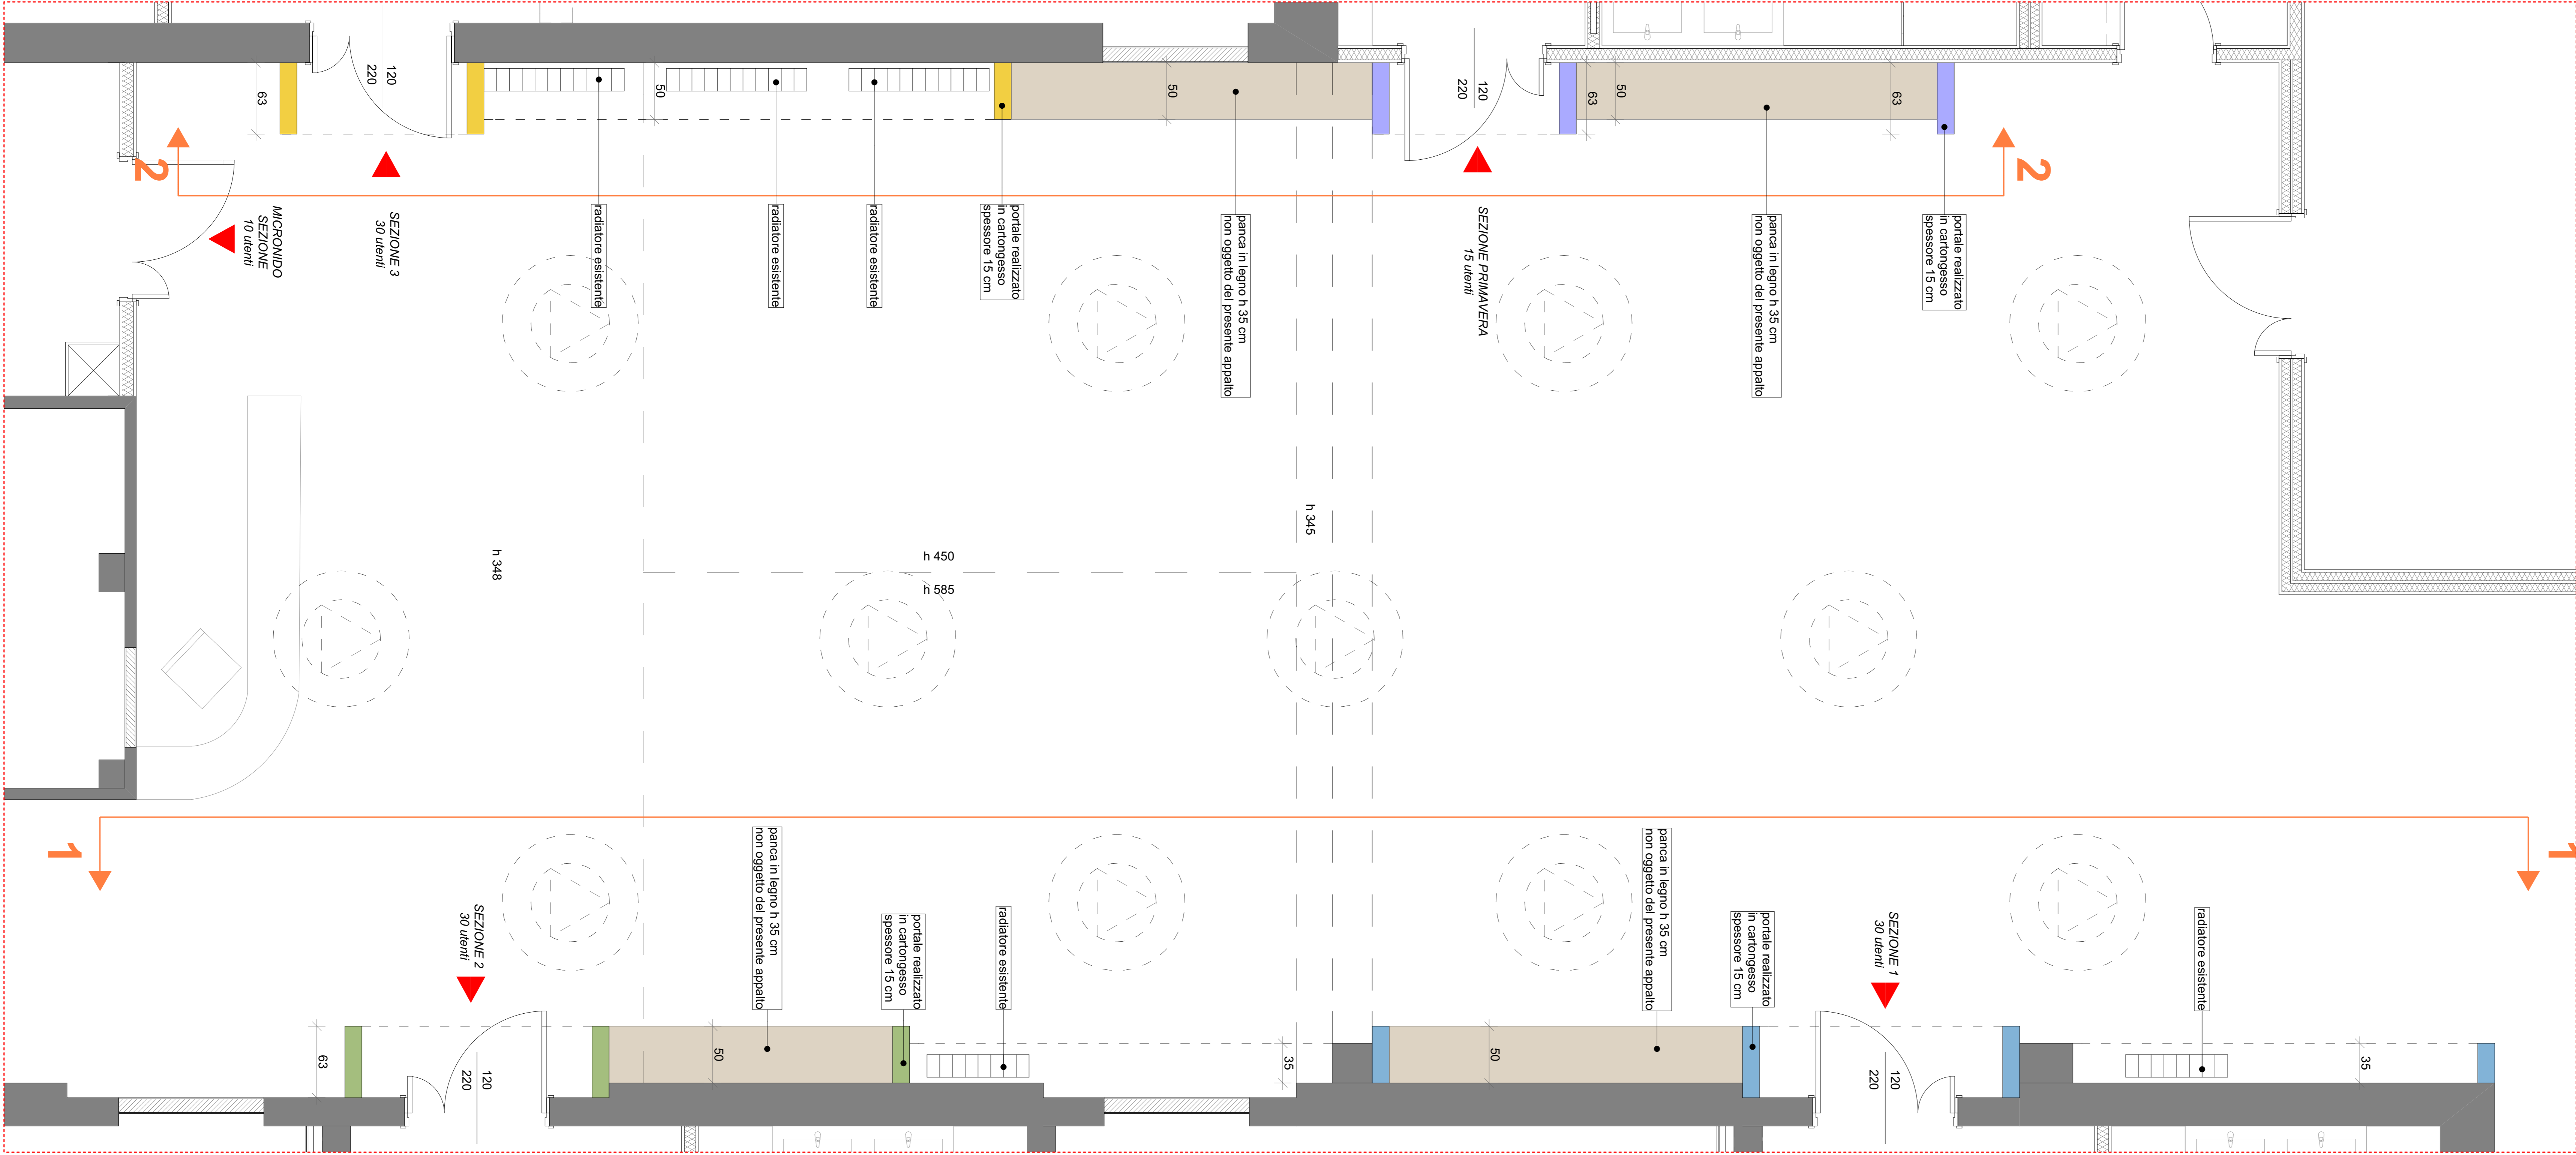 120
220
63
50
50
120
220
63
50
63
2
2
MICRONIDO
SEZIONE
10 utenti
SEZIONE 3
30 utenti
radiatore esistente
radiatore esistente
radiatore esistente
portale realizzato
in cartongesso
spessore 15 cm
panca in legno h 35 cm
non oggetto del presente appalto
SEZIONE PRIMAVERA
15 utenti
panca in legno h 35 cm
non oggetto del presente appalto
portale realizzato
in cartongesso
spessore 15 cm
h 348
h 450
h 585
h 345
1
1
SEZIONE 2
30 utenti
panca in legno h 35 cm
non oggetto del presente appalto
portale realizzato
in cartongesso
spessore 15 cm
radiatore esistente
panca in legno h 35 cm
non oggetto del presente appalto
portale realizzato
in cartongesso
spessore 15 cm
SEZIONE 1
30 utenti
radiatore esistente
63
120
220
50
35
50
120
220
35